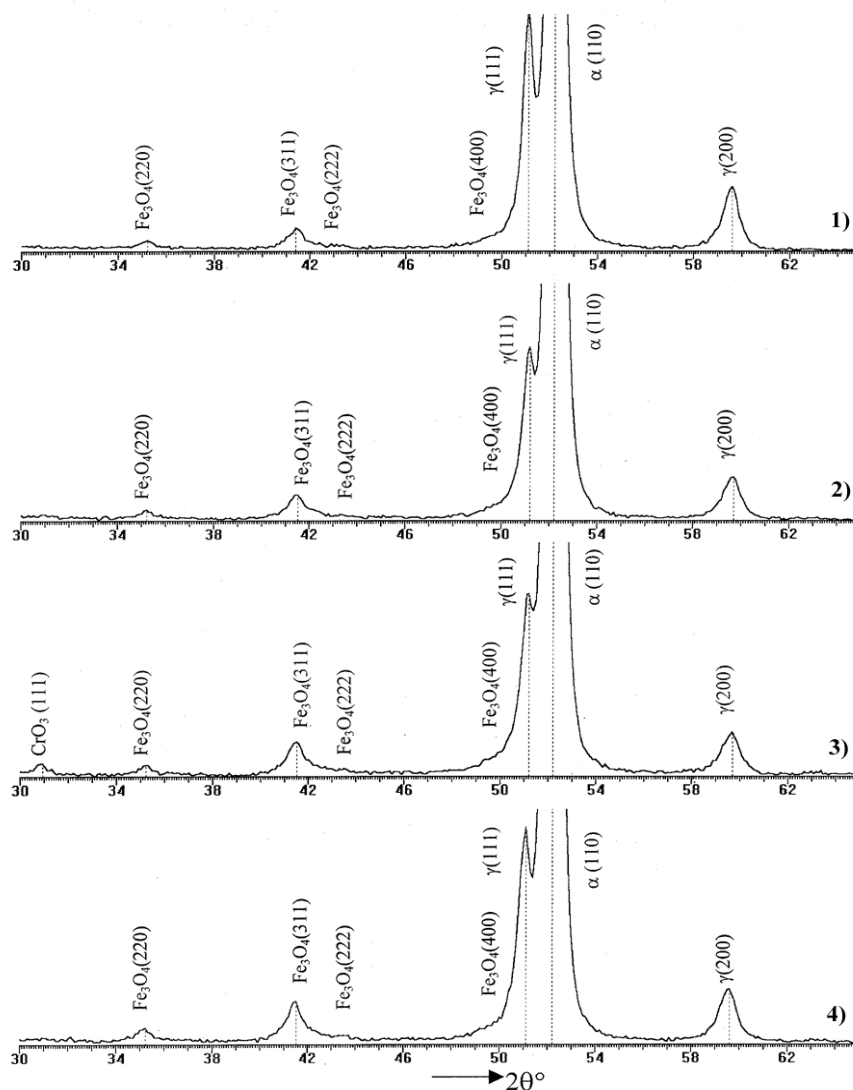 Fe₃O₄(220)
Fe₃O₄(311)
Fe₃O₄(222)
Fe₃O₄(400)
γ(111)
α (110)
γ(200)
1)
30 34 38 42 46 50 54 58 62
Fe₃O₄(220)
Fe₃O₄(311)
Fe₃O₄(222)
Fe₃O₄(400)
γ(111)
α (110)
γ(200)
2)
30 34 38 42 46 50 54 58 62
CrO₃ (111)
Fe₃O₄(220)
Fe₃O₄(311)
Fe₃O₄(222)
Fe₃O₄(400)
γ(111)
α (110)
γ(200)
3)
30 34 38 42 46 50 54 58 62
Fe₃O₄(220)
Fe₃O₄(311)
Fe₃O₄(222)
Fe₃O₄(400)
γ(111)
α (110)
γ(200)
4)
30 34 38 42 46 50 54 58 62
2θ°